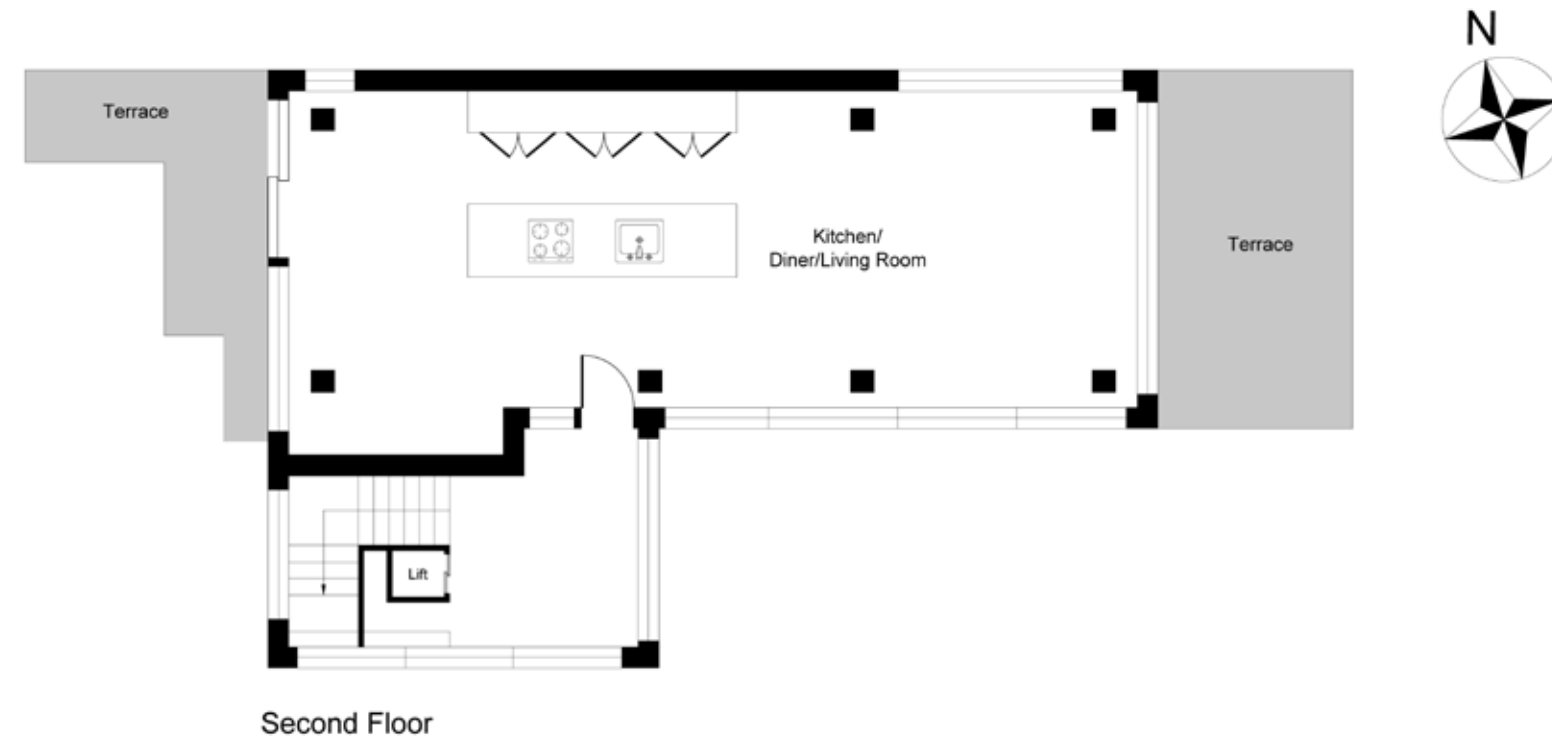 N
Terrace
Kitchen/
Diner/Living Room
Terrace
Lift
Second Floor